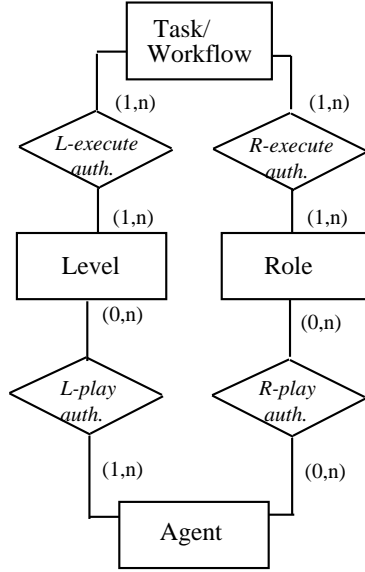 Task/
Workflow
(1,n) (1,n)
L-execute R-execute
auth. auth.
(1,n) (1,n)
Level Role
(0,n) (0,n)
L-play R-play
auth. auth.
(1,n) (0,n)
Agent